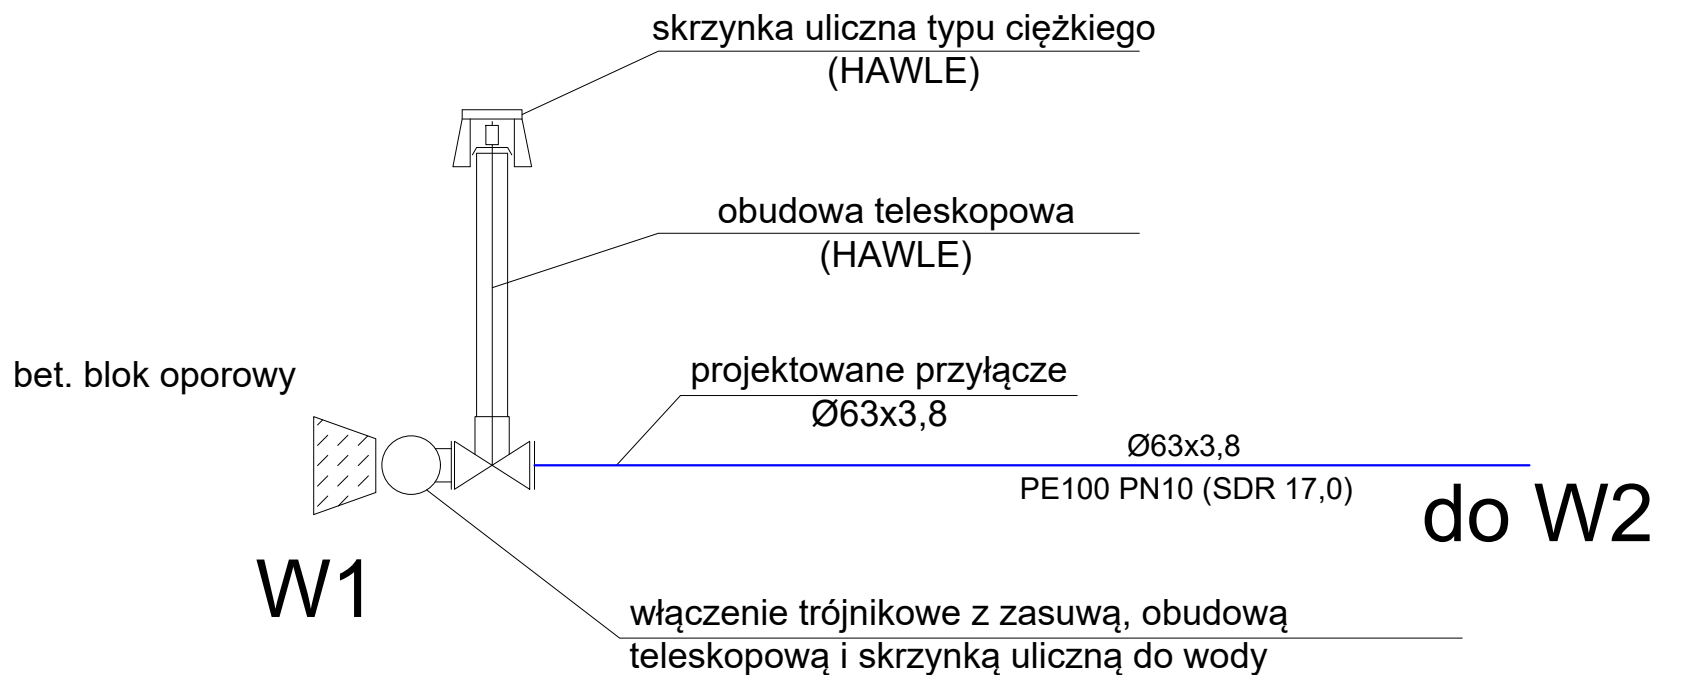 skrzynka uliczna typu ciężkiego
(HAWLE)
obudowa teleskopowa
(HAWLE)
bet. blok oporowy
projektowane przyłącze
Ø63x3,8
Ø63x3,8
PE100 PN10 (SDR 17,0)
do W2
W1
włączenie trójnikowe z zasuwą, obudową
teleskopową i skrzynką uliczną do wody